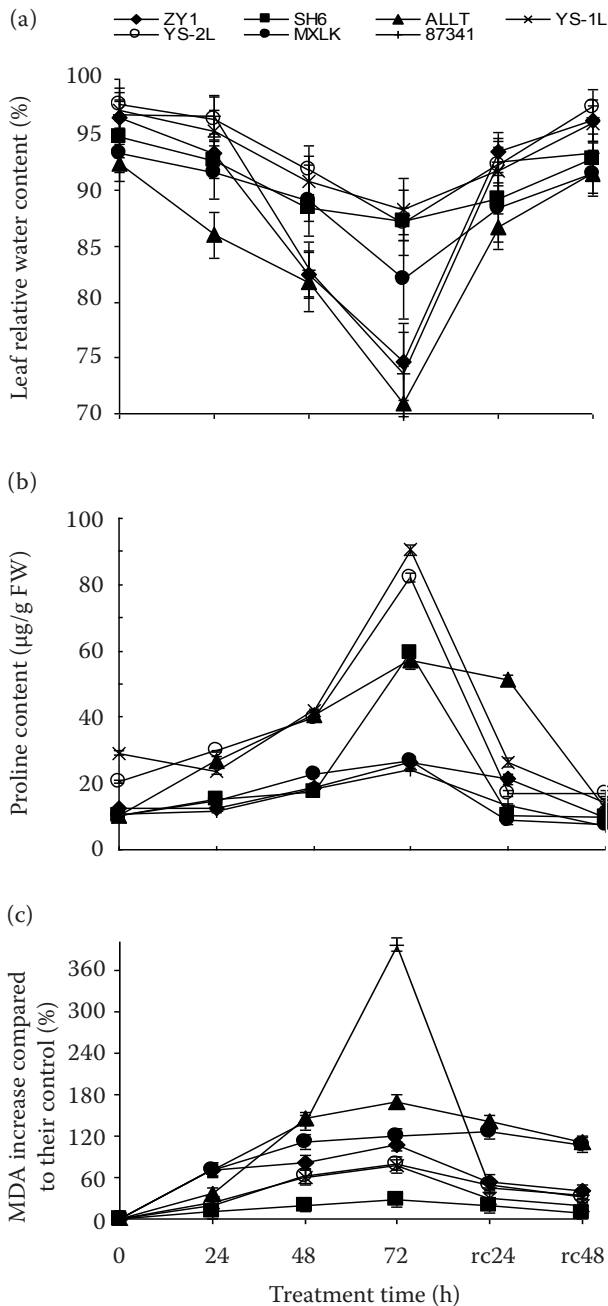 (a)
ZY1 SH6 ALLT YS-1L
YS-2L MXLK 87341
Leaf relative water content (%)
100
95
90
85
80
75
70
(b)
Proline content (µg/g FW)
100
80
60
40
20
0
(c)
MDA increase compared
to their control (%)
360
300
240
180
120
60
0
0 24 48 72 rc24 rc48
Treatment time (h)